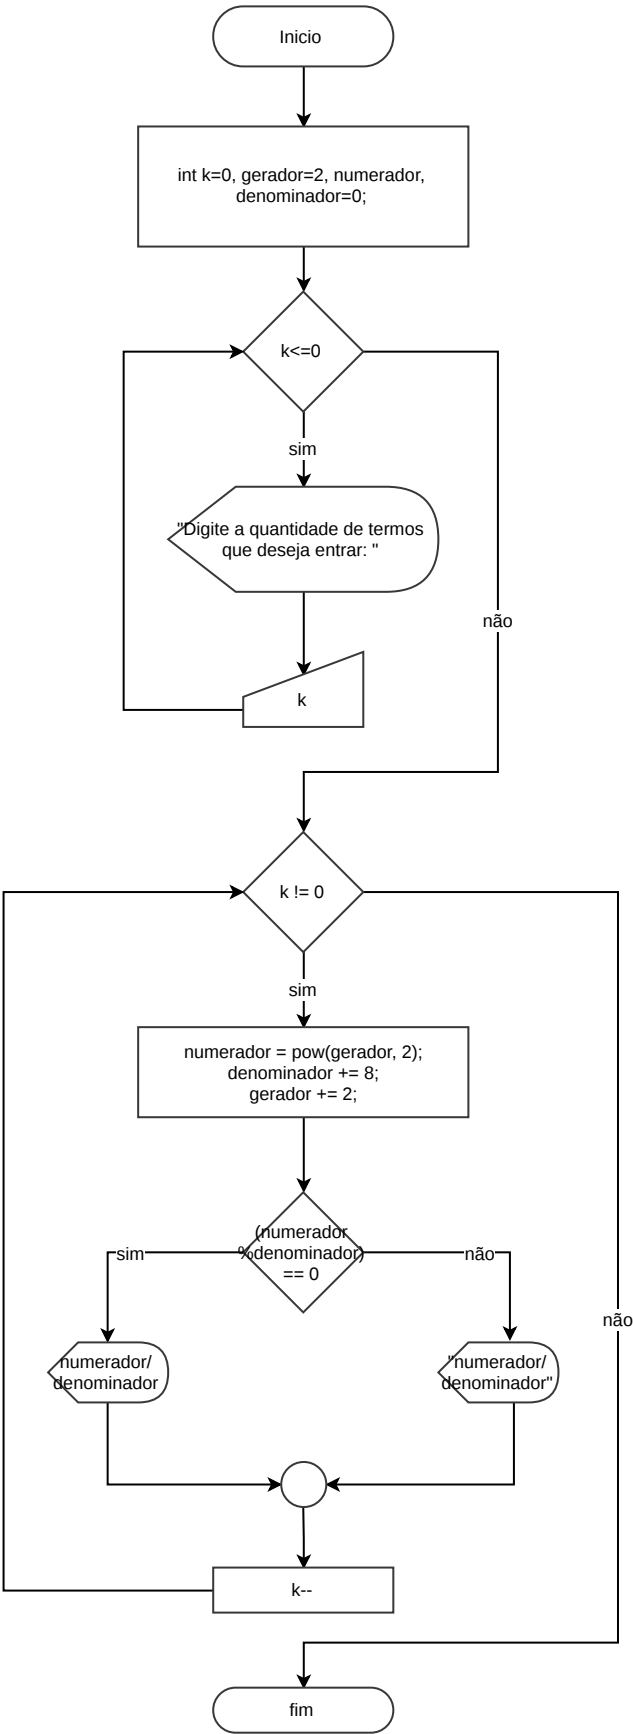 Inicio
int k=0, gerador=2, numerador,
denominador=0;
k<=0
sim
"Digite a quantidade de termos
que deseja entrar: "
não
k
k != 0
sim
numerador = pow(gerador, 2);
denominador += 8;
gerador += 2;
(numerador
%denominador)
== 0
sim
não
não
numerador/
denominador
"numerador/
denominador"
k--
fim